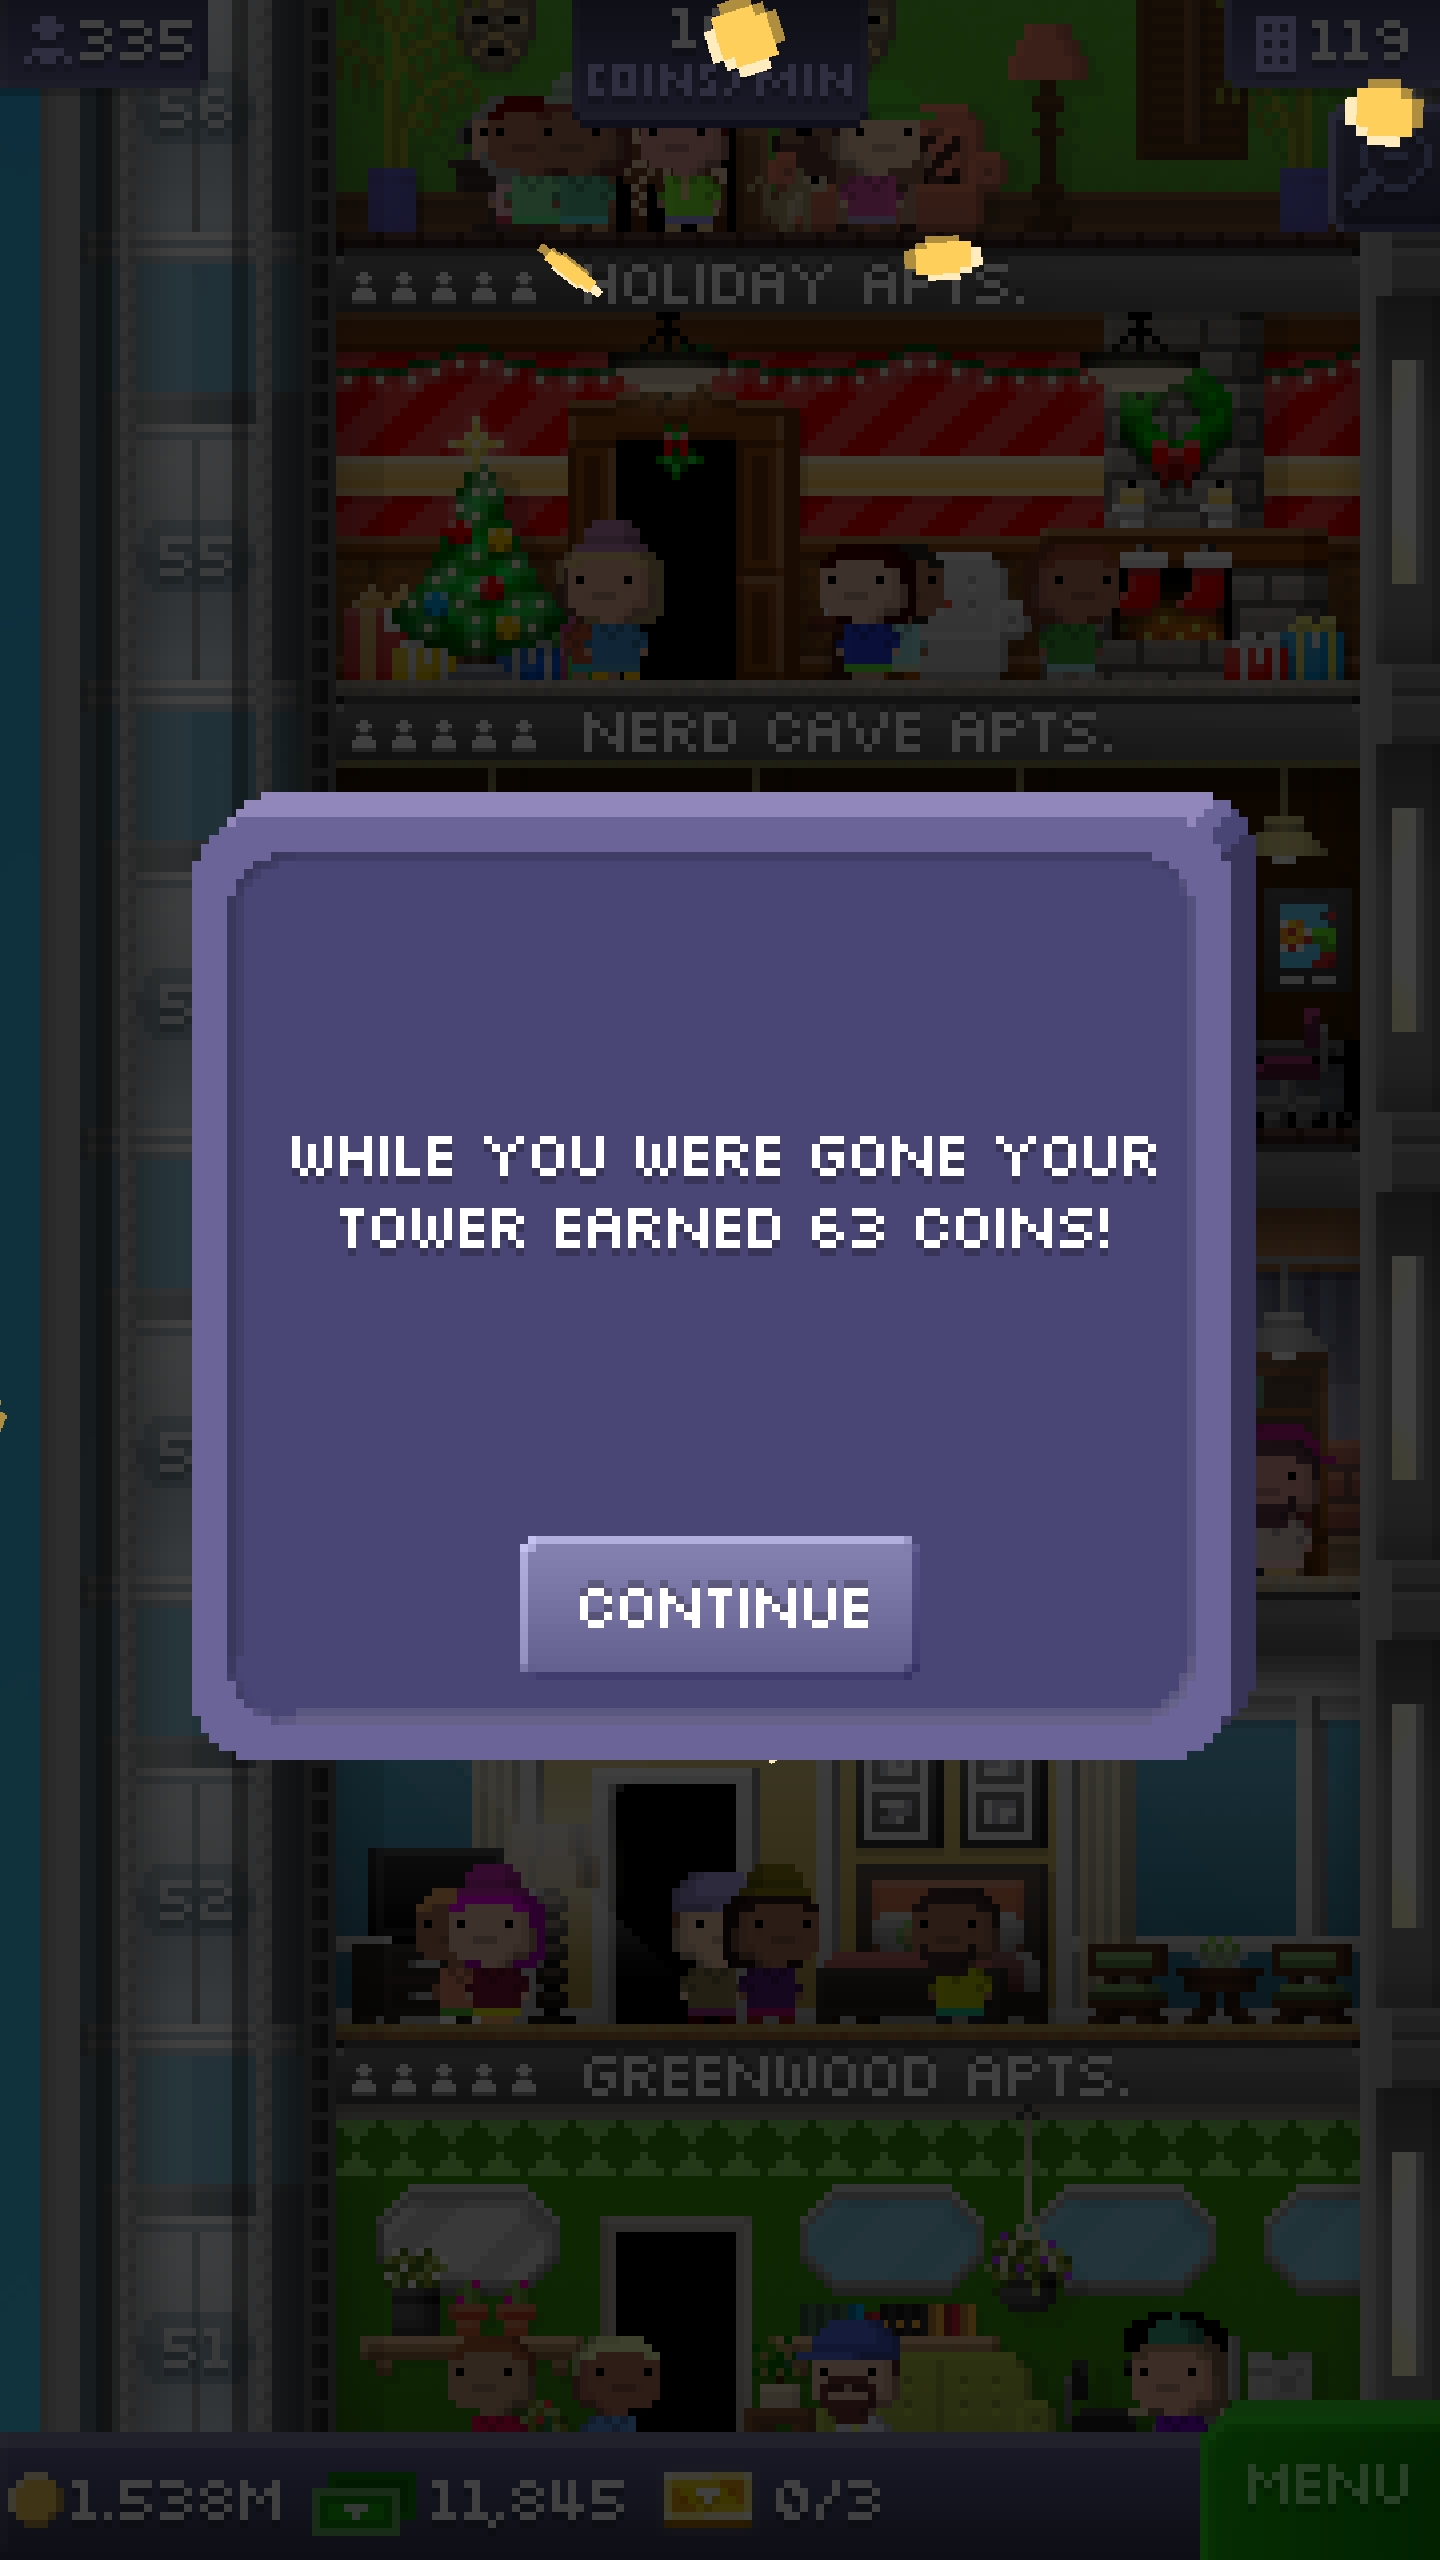 335
COINS/MIN
119
58
HOLIDAY APTS.
55
NERD CAVE APTS.
WHILE YOU WERE GONE YOUR
TOWER EARNED 63 COINS!
CONTINUE
52
GREENWOOD APTS.
51
1.538M 11,845 0/3
MENU